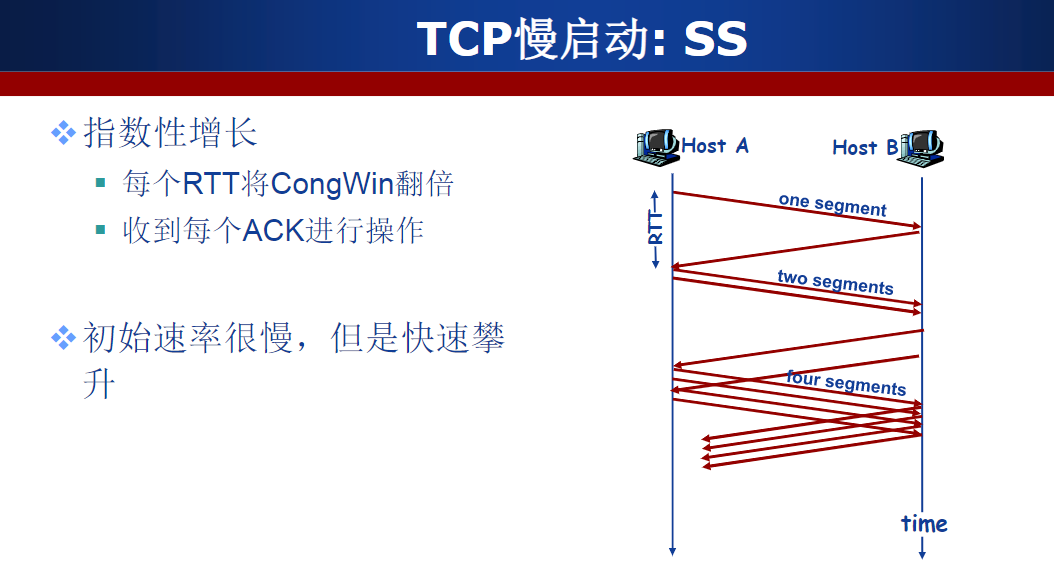 TCP慢启动: SS
指数性增长
每个RTT将CongWin翻倍
收到每个ACK进行操作
初始速率很慢，但是快速攀
升
Host A
Host B
RTT
one segment
two segments
four segments
time